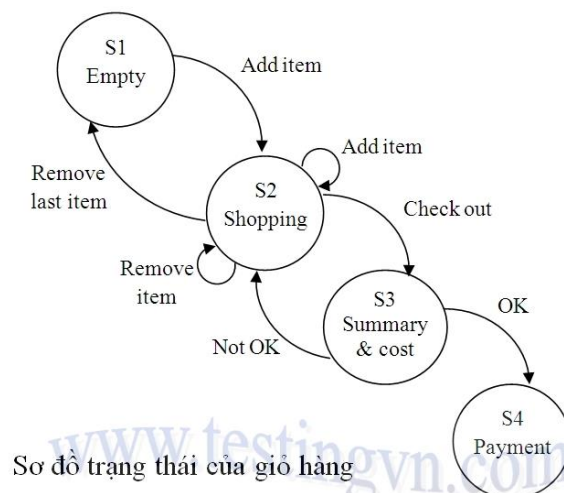 S1
Empty
Add item
Remove
last item
Add item
S2
Shopping
Check out
Remove
item
S3
Summary
& cost
OK
Not OK
S4
Payment
www.testingvn.com
Sơ đồ trạng thái của giỏ hàng